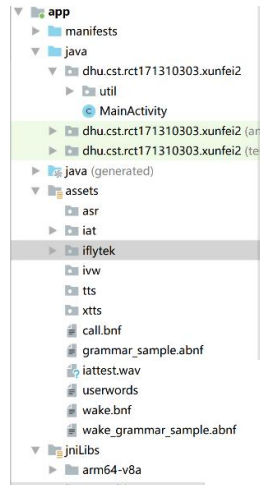 app
manifests
java
dhu.cst.rct171310303.xunfei2
util
MainActivity
dhu.cst.rct171310303.xunfei2 (an
dhu.cst.rct171310303.xunfei2 (te
java (generated)
assets
asr
iat
iflytek
ivw
tts
xtts
call.bnf
grammar_sample.abnf
iattest.wav
userwords
wake.bnf
wake_grammar_sample.abnf
jniLibs
arm64-v8a